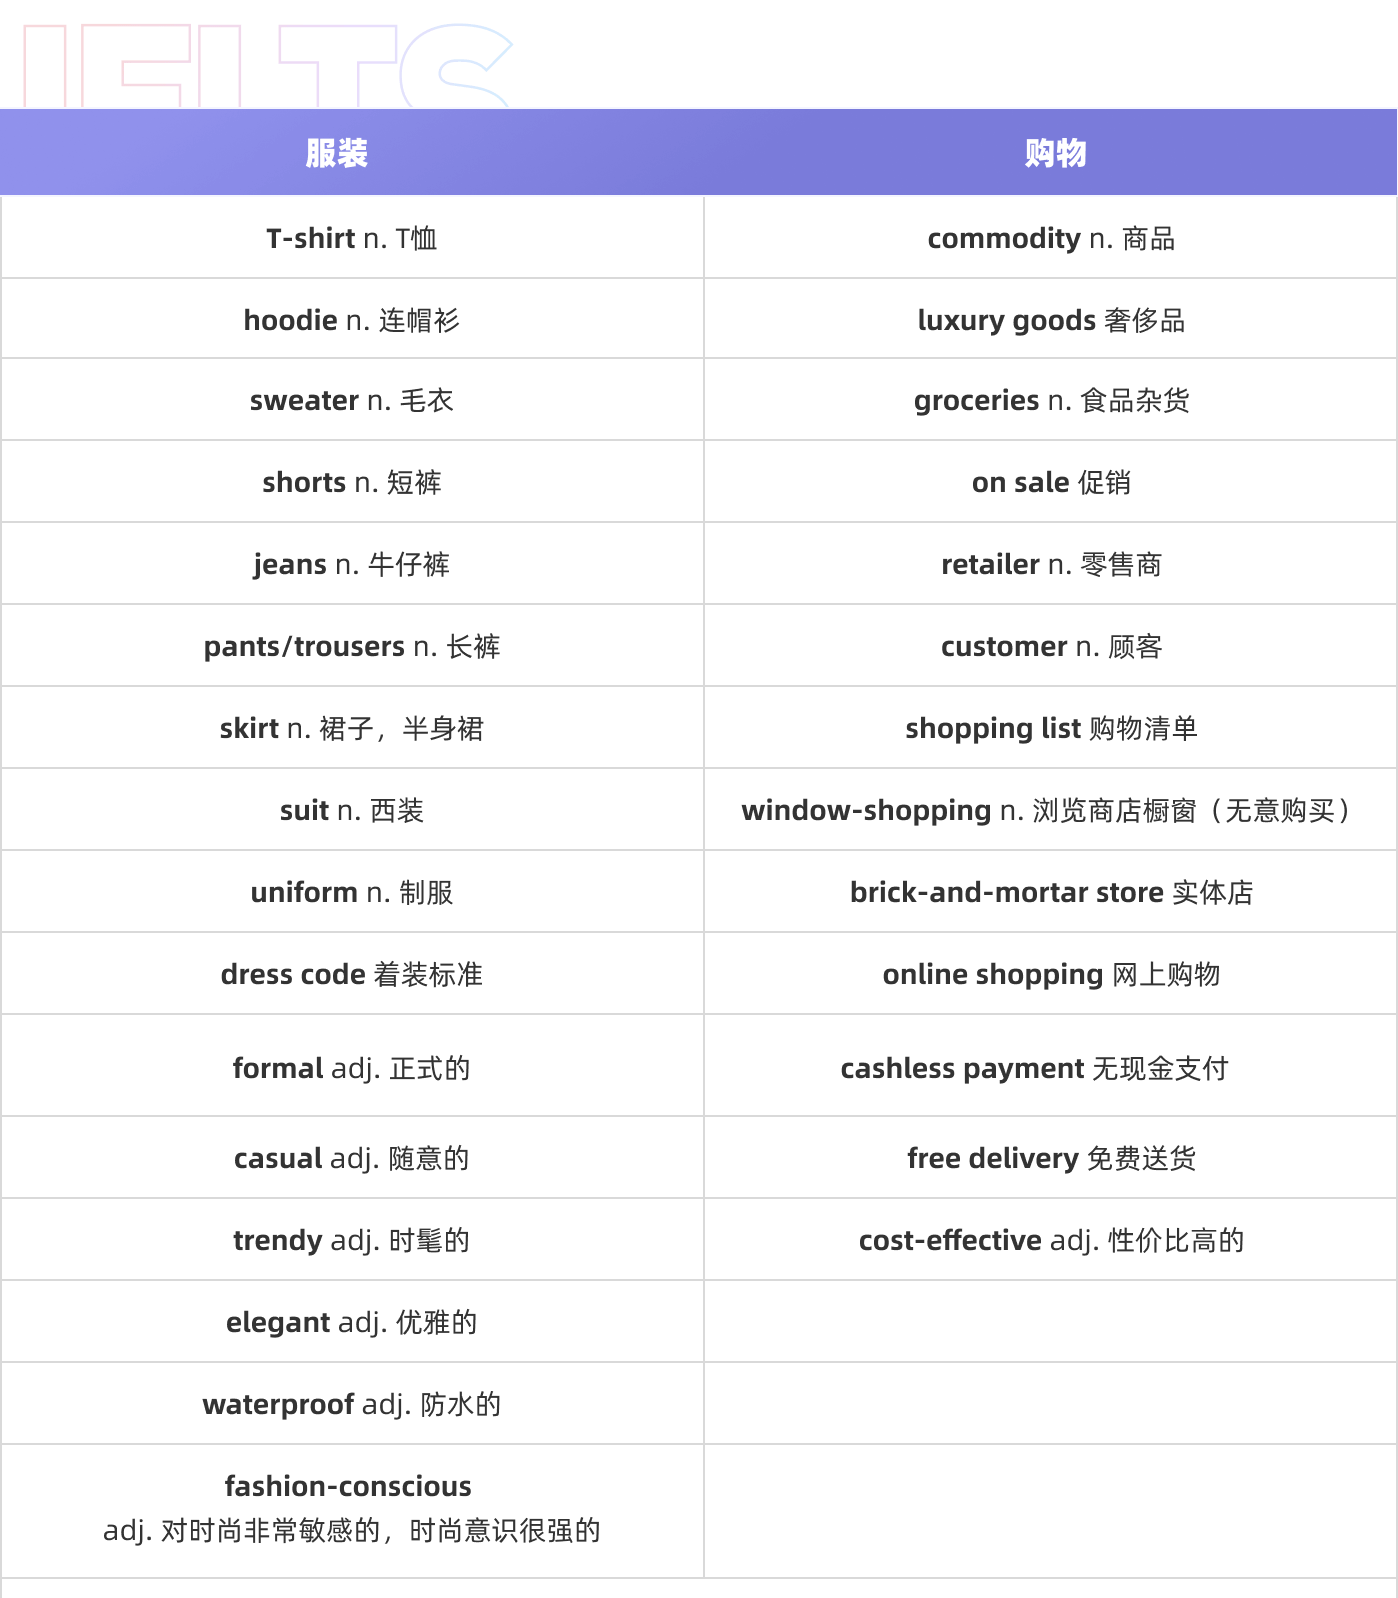 IELTS
服装 购物
T-shirt n. T恤 commodity n. 商品
hoodie n. 连帽衫 luxury goods 奢侈品
sweater n. 毛衣 groceries n. 食品杂货
shorts n. 短裤 on sale 促销
jeans n. 牛仔裤 retailer n. 零售商
pants/trousers n. 长裤 customer n. 顾客
skirt n. 裙子，半身裙 shopping list 购物清单
suit n. 西装 window-shopping n. 浏览商店橱窗（无意购买）
uniform n. 制服 brick-and-mortar store 实体店
dress code 着装标准 online shopping 网上购物
formal adj. 正式的 cashless payment 无现金支付
casual adj. 随意的 free delivery 免费送货
trendy adj. 时髦的 cost-effective adj. 性价比高的
elegant adj. 优雅的
waterproof adj. 防水的
fashion-conscious
adj. 对时尚非常敏感的，时尚意识很强的